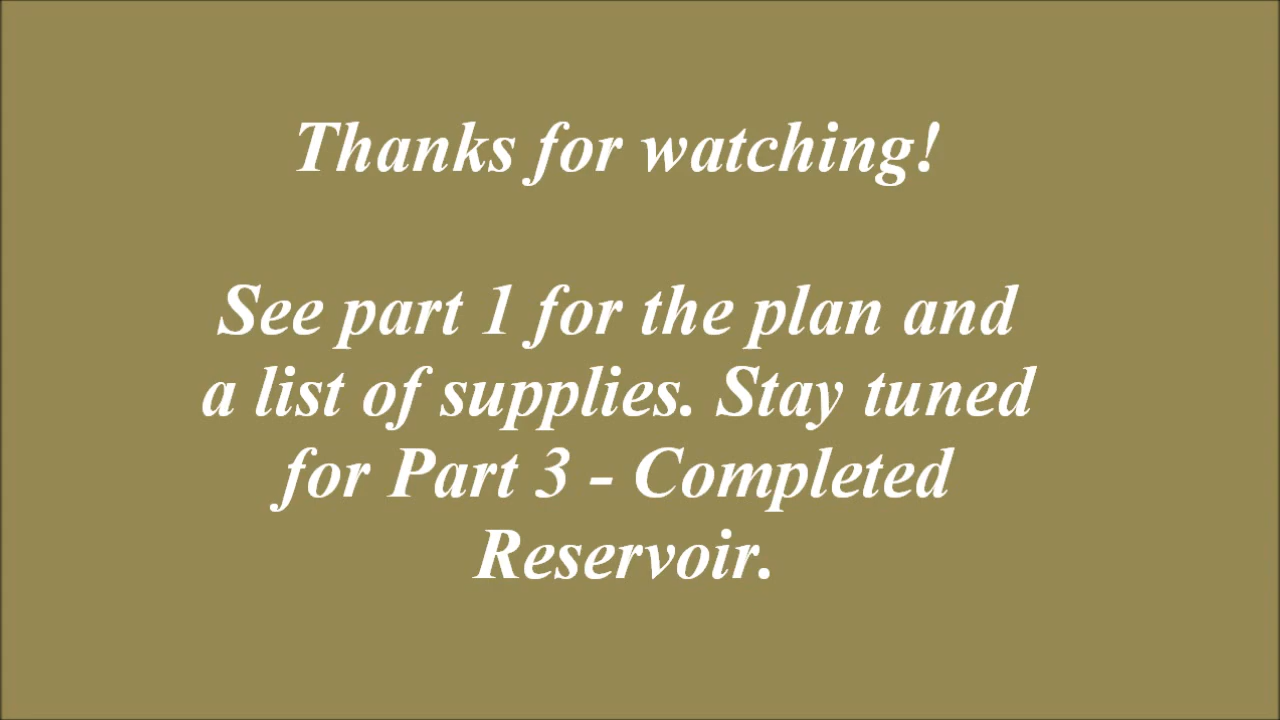 Thanks for watching!
See part 1 for the plan and
a list of supplies. Stay tuned
for Part 3 - Completed
Reservoir.